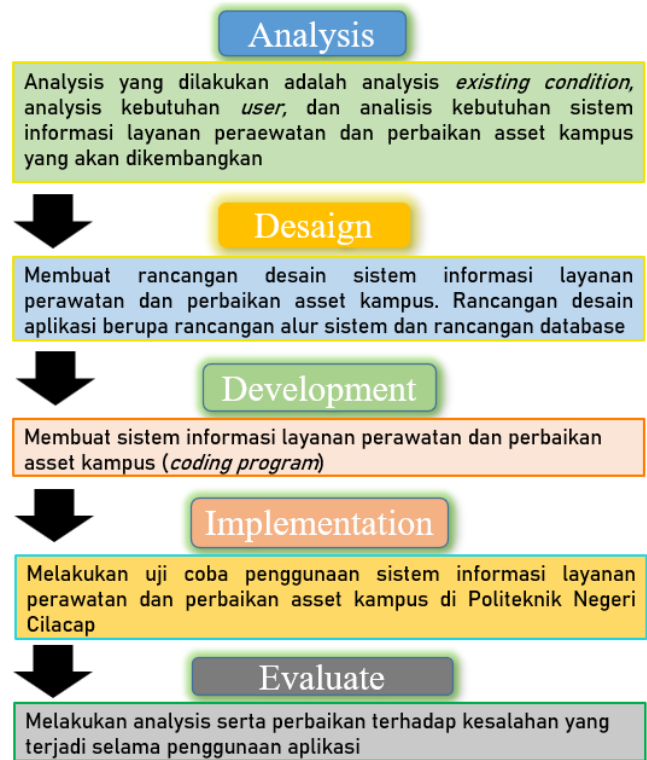 Analysis
Analysis yang dilakukan adalah analysis existing condition,
analysis kebutuhan user, dan analisis kebutuhan sistem
informasi layanan peraewatan dan perbaikan asset kampus
yang akan dikembangkan
Desaign
Membuat rancangan desain sistem informasi layanan
perawatan dan perbaikan asset kampus. Rancangan desain
aplikasi berupa rancangan alur sistem dan rancangan database
Development
Membuat sistem informasi layanan perawatan dan perbaikan
asset kampus (coding program)
Implementation
Melakukan uji coba penggunaan sistem informasi layanan
perawatan dan perbaikan asset kampus di Politeknik Negeri
Cilacap
Evaluate
Melakukan analysis serta perbaikan terhadap kesalahan yang
terjadi selama penggunaan aplikasi